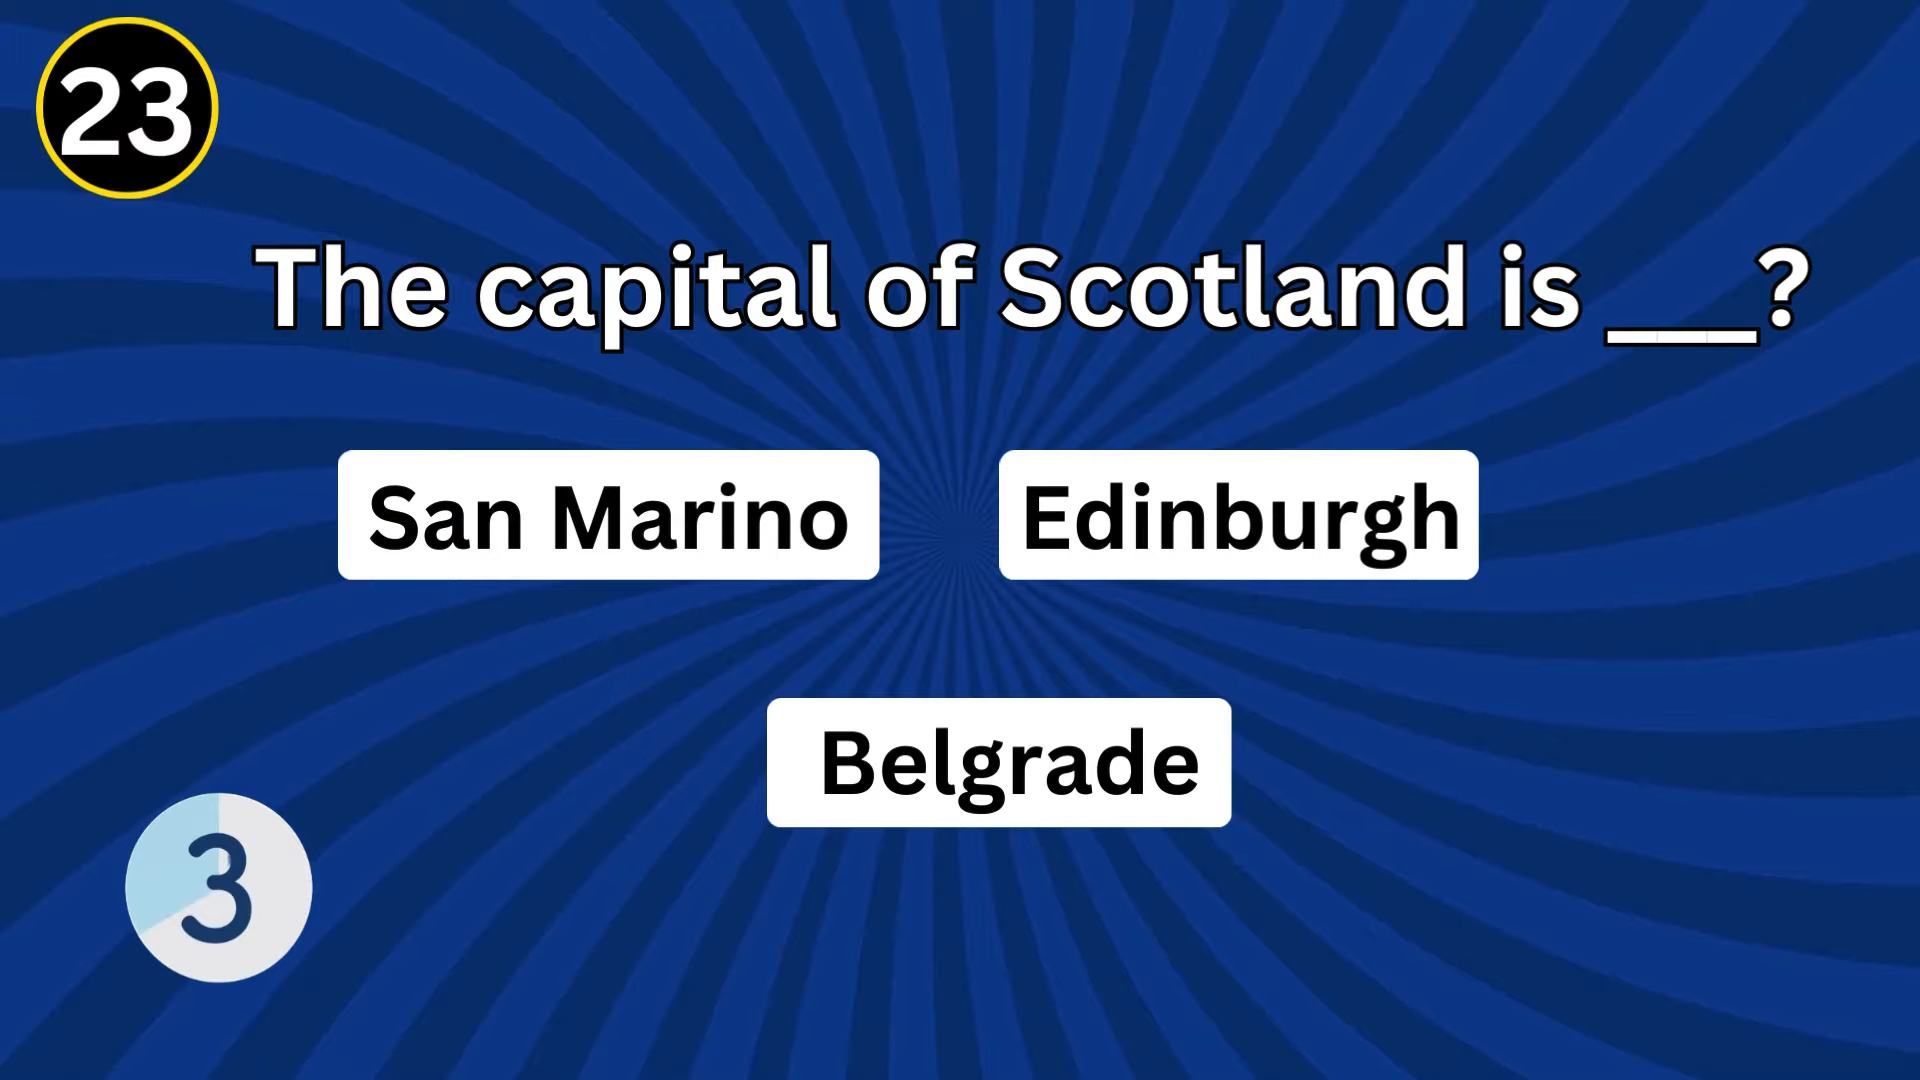 23
The capital of Scotland is ___?
San Marino
Edinburgh
Belgrade
3